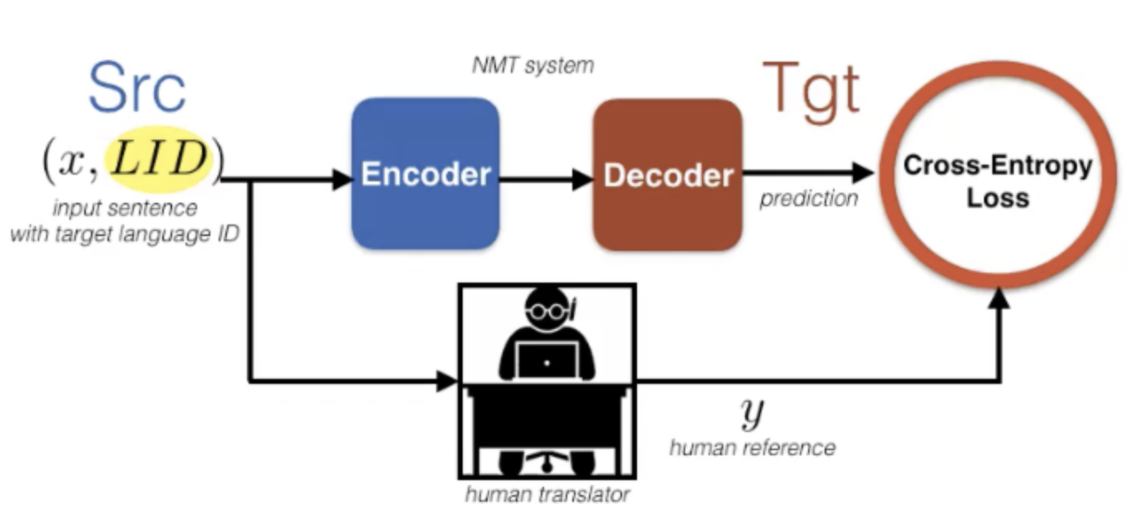 NMT system
Src
Tgt
(x, LID)
Encoder
Decoder
Cross-Entropy
Loss
prediction
input sentence
with target language ID
y
human reference
human translator